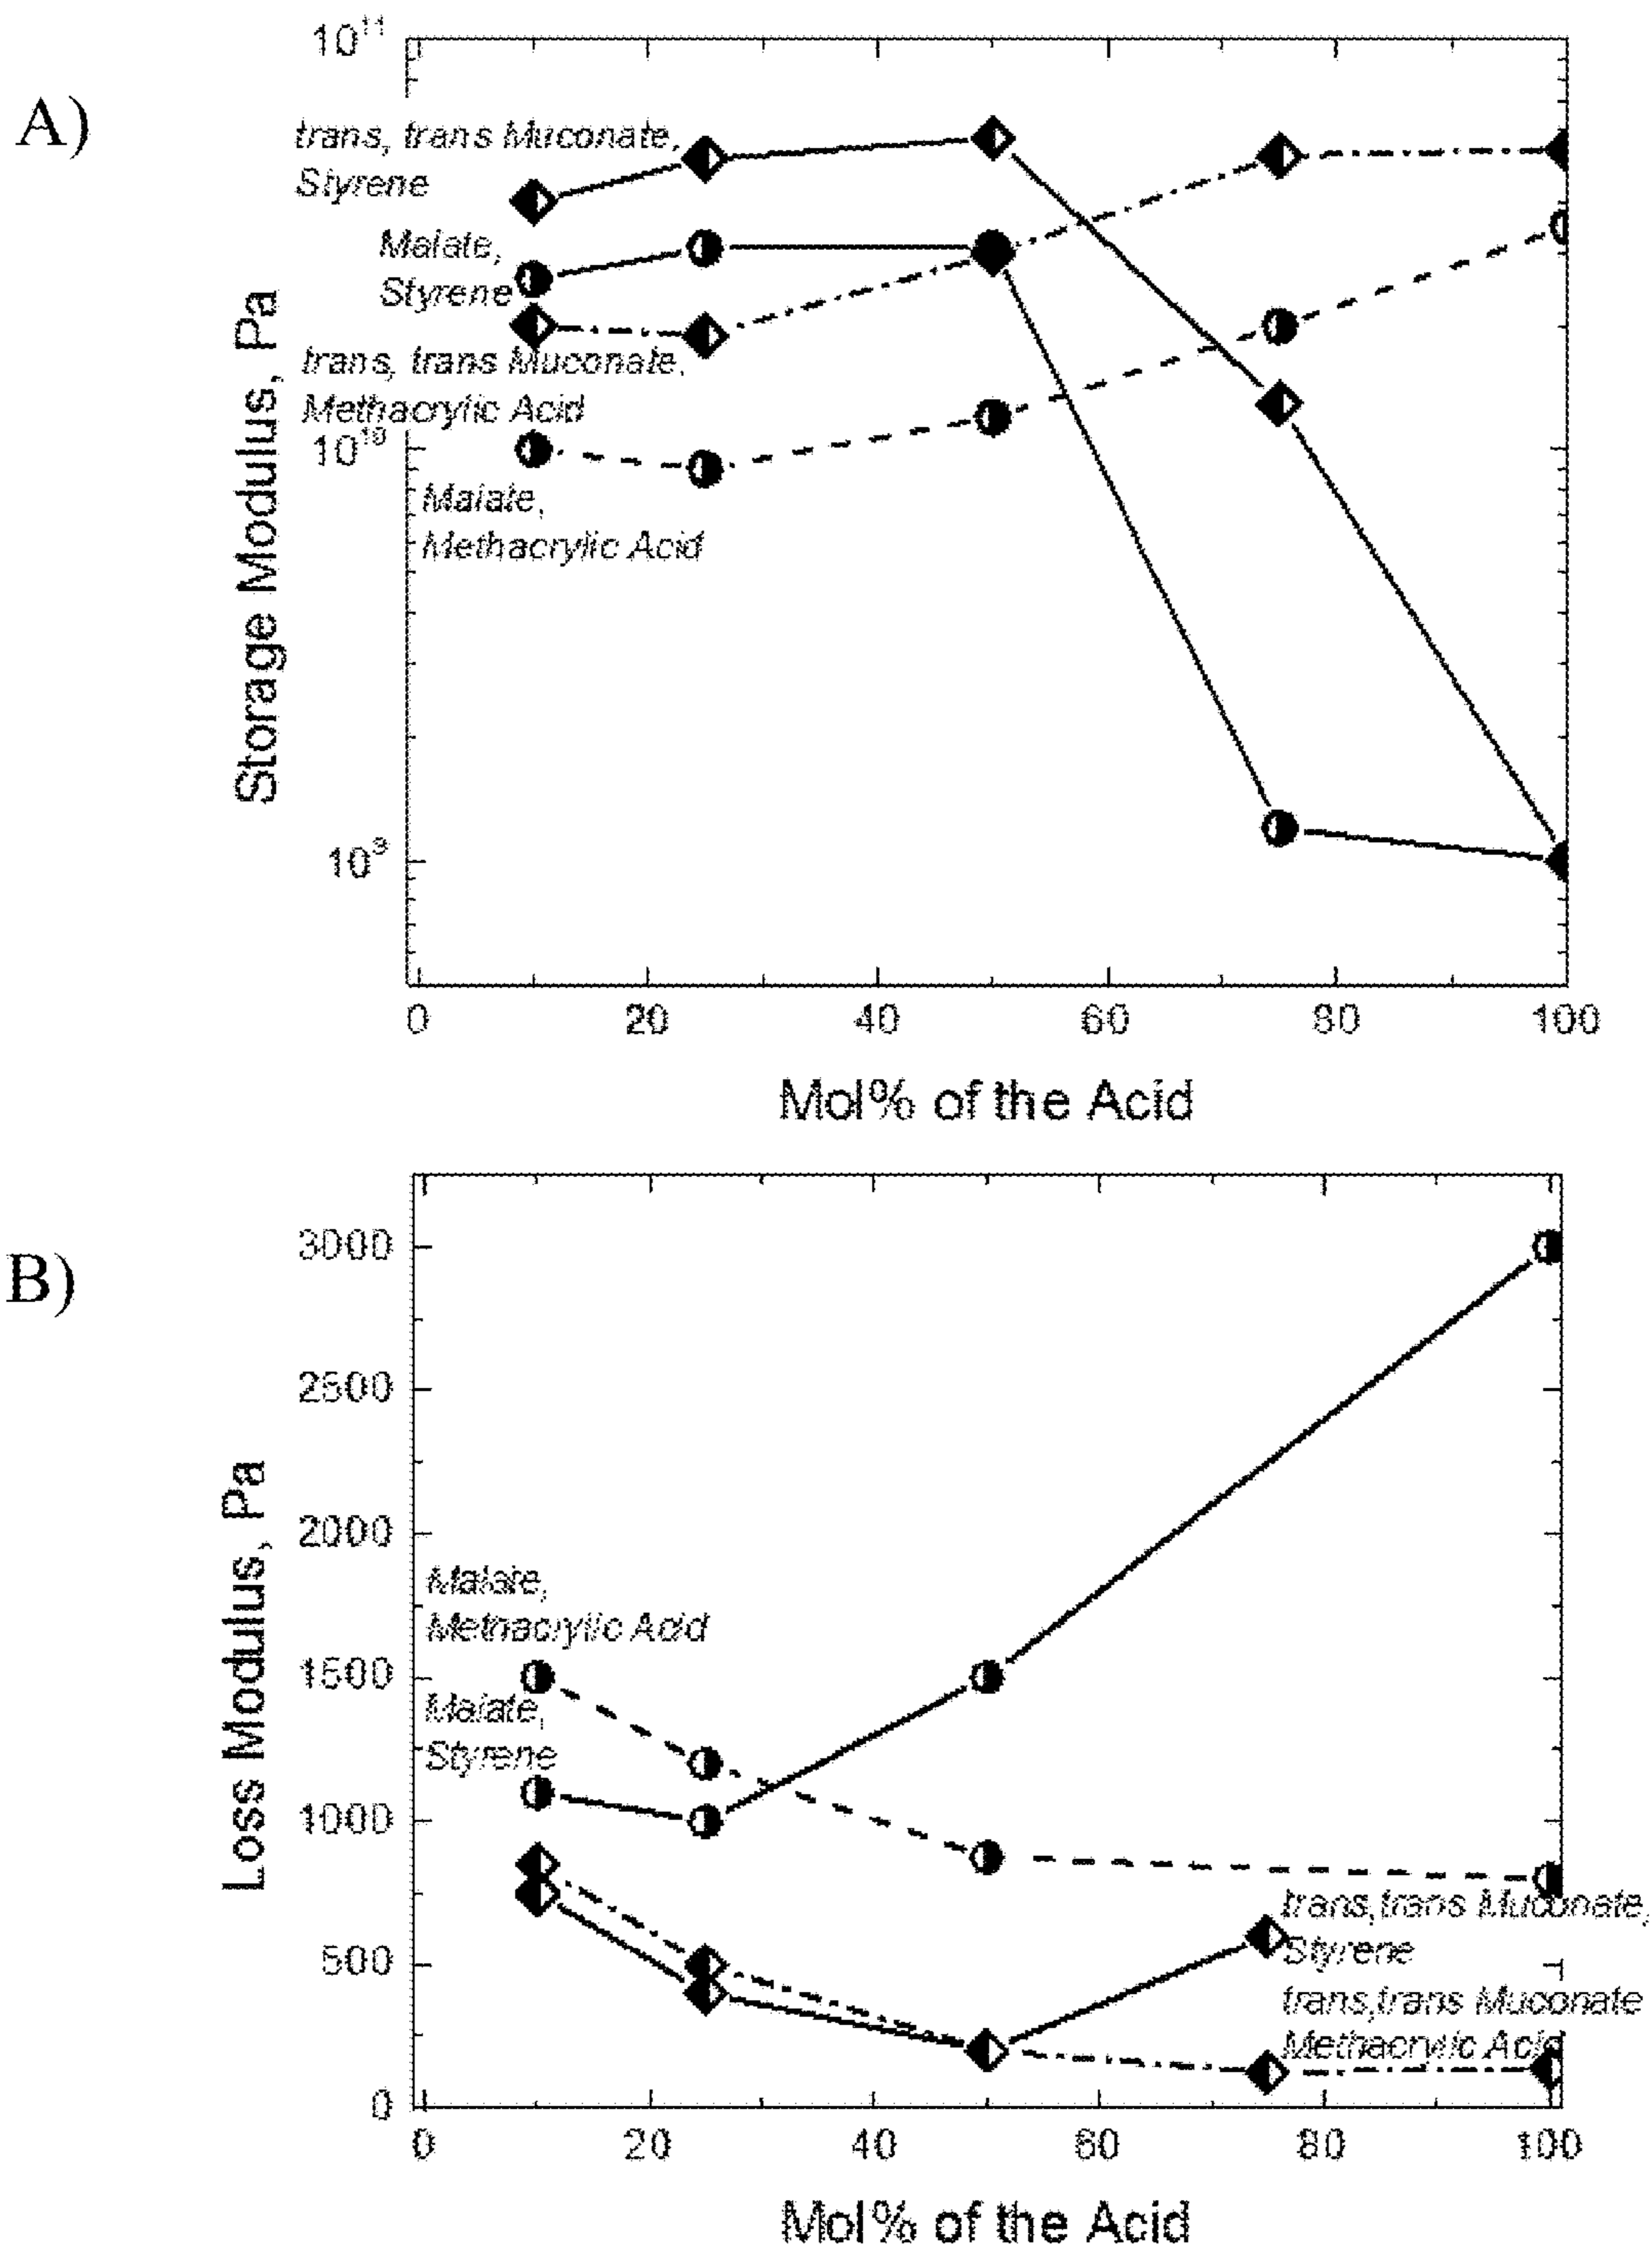 A)
10¹¹
trans, trans Muconate,
Styrene
Malate,
Styrene
trans, trans Muconate,
Methacrylic Acid
10¹⁰
Malate,
Methacrylic Acid
10⁹
Storage Modulus, Pa
0 20 40 60 80 100
Mol% of the Acid
B)
3000
2500
2000
Malate,
Methacrylic Acid
1500
Malate,
Styrene
1000
trans,trans Muconate,
Styrene
500
trans,trans Muconate
Methacrylic Acid
0
Loss Modulus, Pa
0 20 40 60 80 100
Mol% of the Acid